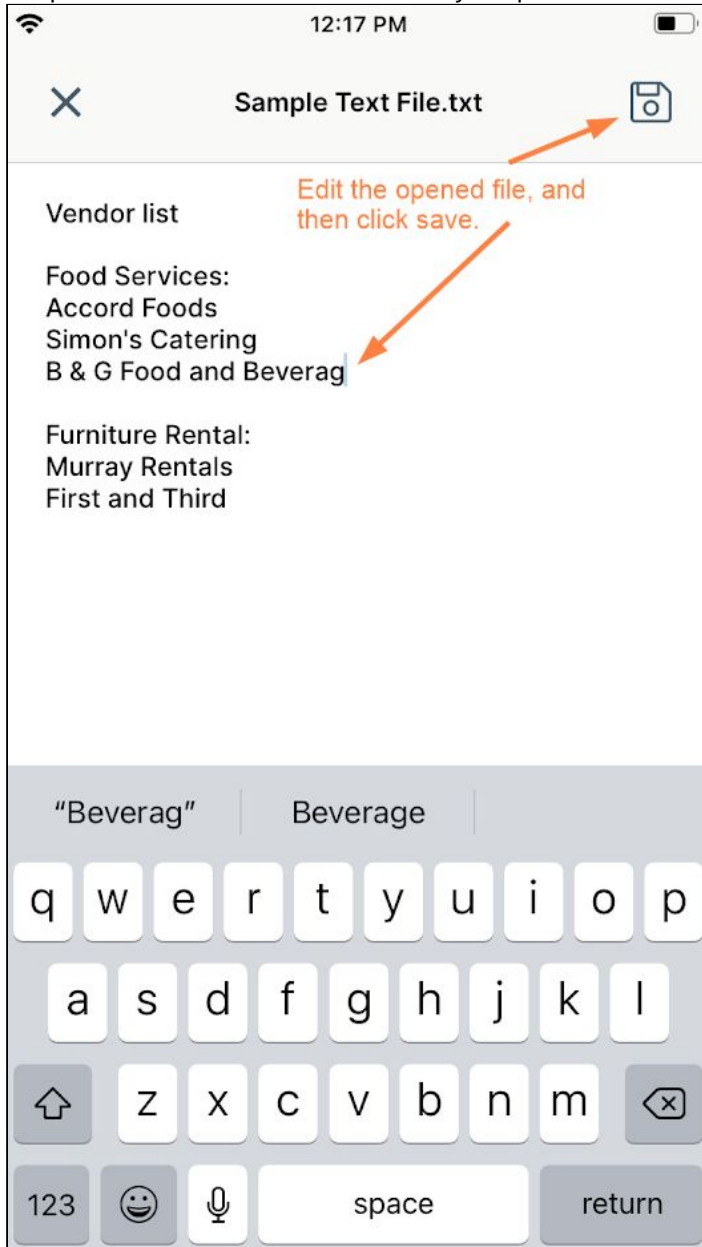 12:17 PM
Sample Text File.txt
Edit the opened file, and
then click save.
Vendor list
Food Services:
Accord Foods
Simon's Catering
B & G Food and Beverag
Furniture Rental:
Murray Rentals
First and Third
"Beverag" Beverage
q w e r t y u i o p
a s d f g h j k l
z x c v b n m
123 space return